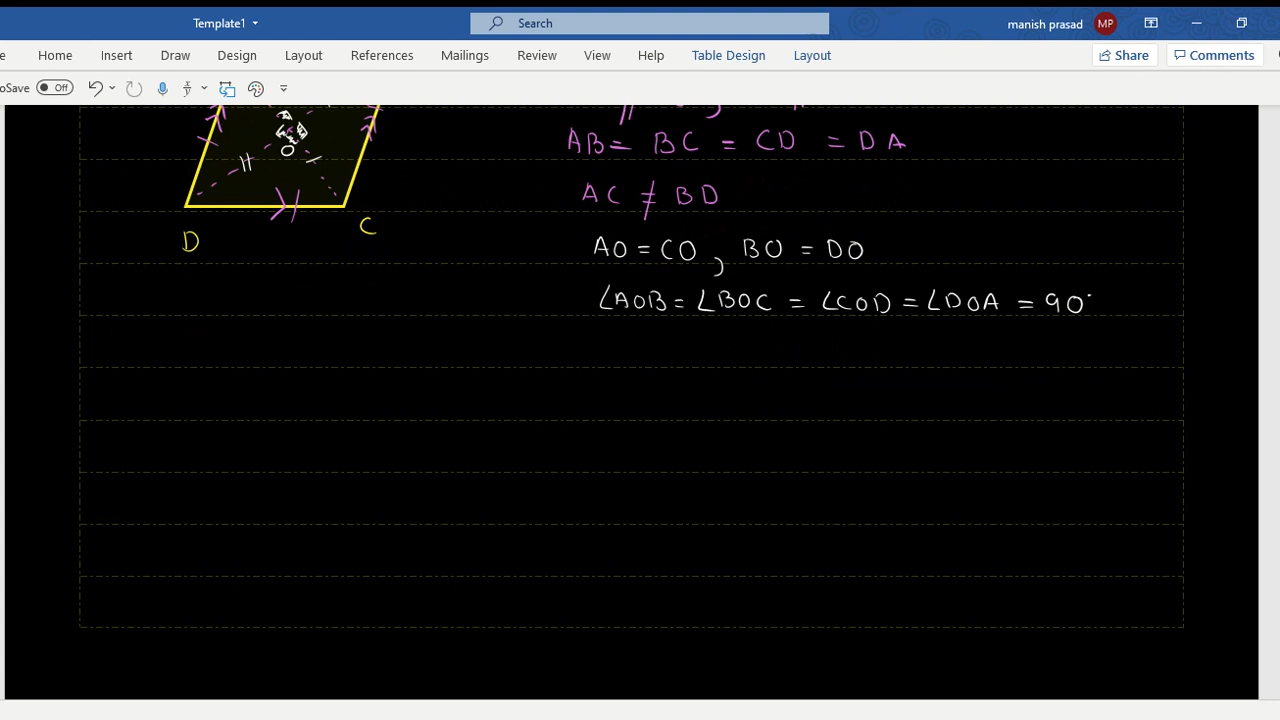 Template1
Search
manish prasad
MP
Home Insert Draw Design Layout References Mailings Review View Help Table Design Layout
Share
Comments
Off
AB = BC = CD = DA
AC ≠ BD
AO = CO, BO = DO
∠AOB = ∠BOC = ∠COD = ∠DOA = 90°
O
D
C